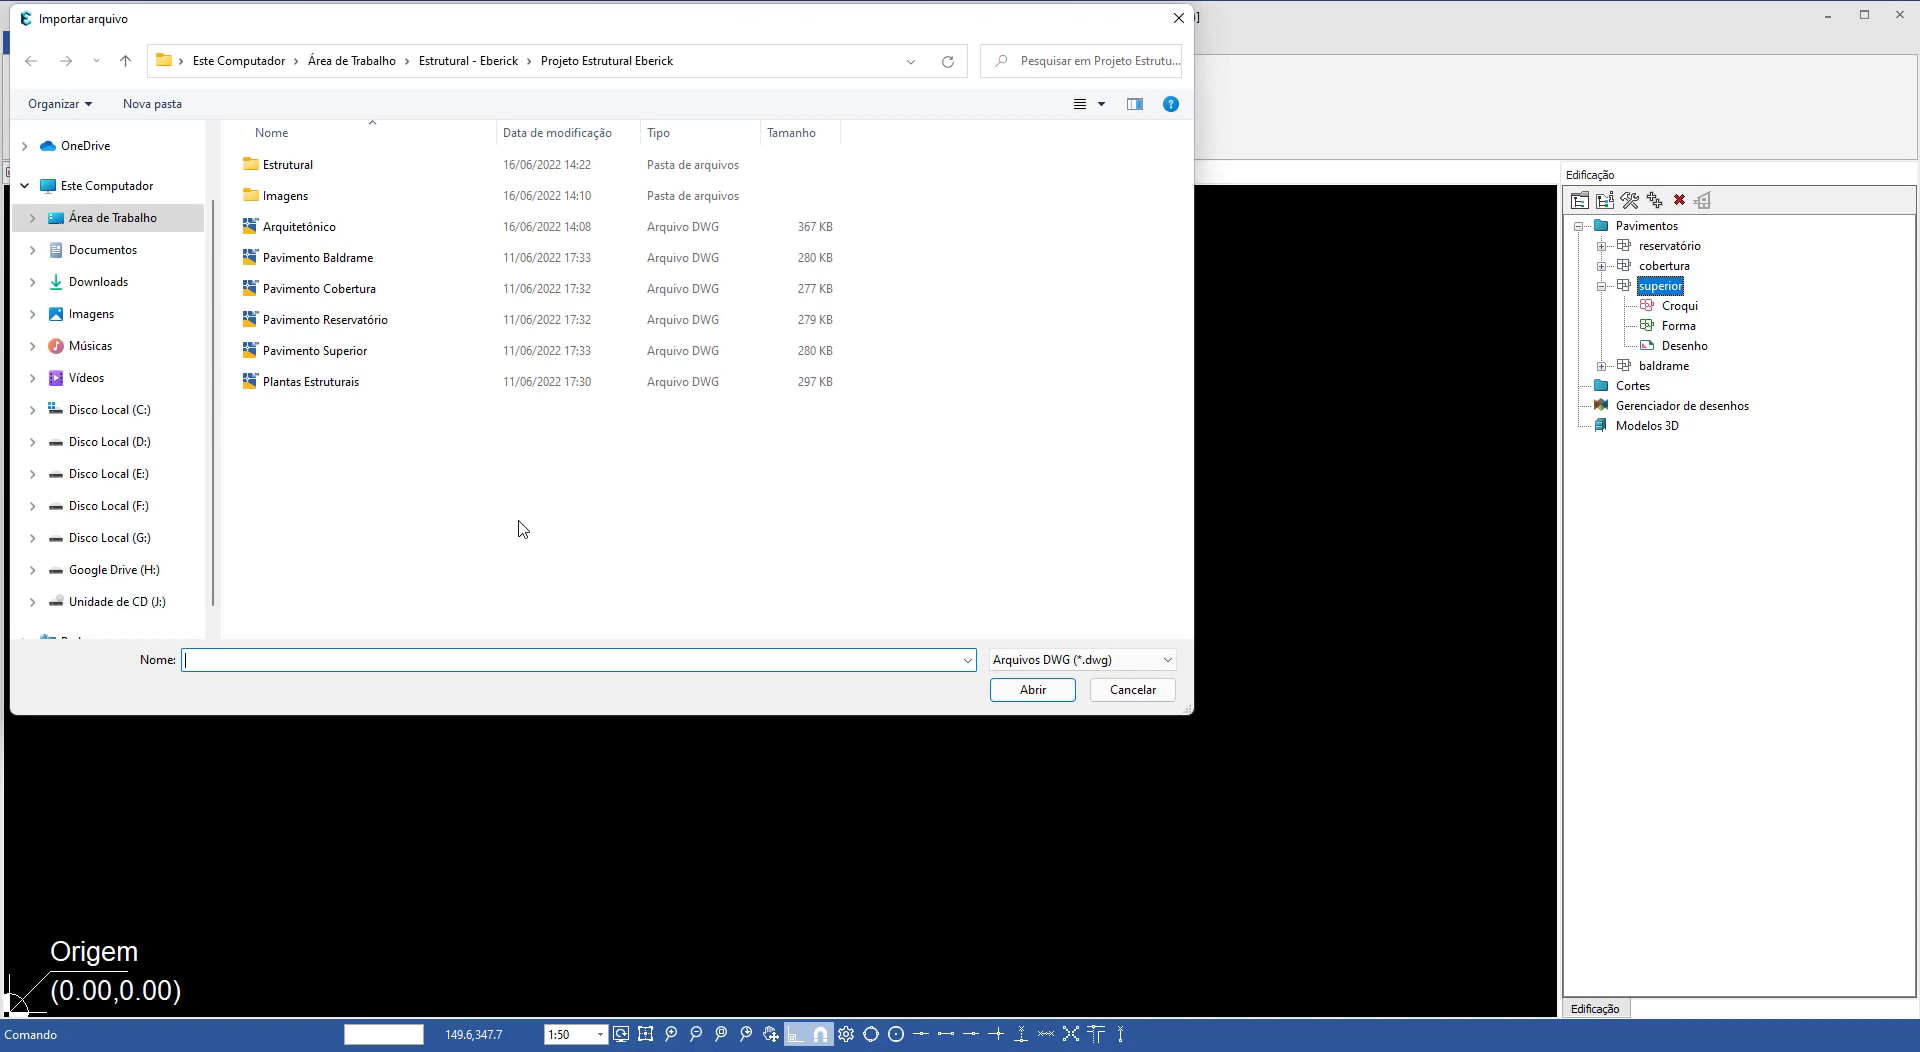 Importar arquivo
]
Este Computador > Área de Trabalho > Estrutural - Eberick > Projeto Estrutural Eberick
Pesquisar em Projeto Estrutu...
Organizar
Nova pasta
OneDrive
Este Computador
Área de Trabalho
Documentos
Downloads
Imagens
Músicas
Vídeos
Disco Local (C:)
Disco Local (D:)
Disco Local (E:)
Disco Local (F:)
Disco Local (G:)
Google Drive (H:)
Unidade de CD (J:)
Nome Data de modificação Tipo Tamanho
Estrutural 16/06/2022 14:22 Pasta de arquivos
Imagens 16/06/2022 14:10 Pasta de arquivos
Arquitetônico 16/06/2022 14:08 Arquivo DWG 367 KB
Pavimento Baldrame 11/06/2022 17:33 Arquivo DWG 280 KB
Pavimento Cobertura 11/06/2022 17:32 Arquivo DWG 277 KB
Pavimento Reservatório 11/06/2022 17:32 Arquivo DWG 279 KB
Pavimento Superior 11/06/2022 17:33 Arquivo DWG 280 KB
Plantas Estruturais 11/06/2022 17:30 Arquivo DWG 297 KB
Nome:
Arquivos DWG (*.dwg)
Abrir
Cancelar
Edificação
Pavimentos
reservatório
cobertura
superior
Croqui
Forma
Desenho
baldrame
Cortes
Gerenciador de desenhos
Modelos 3D
Edificação
Origem
(0.00,0.00)
Comando
149.6,347.7
1:50